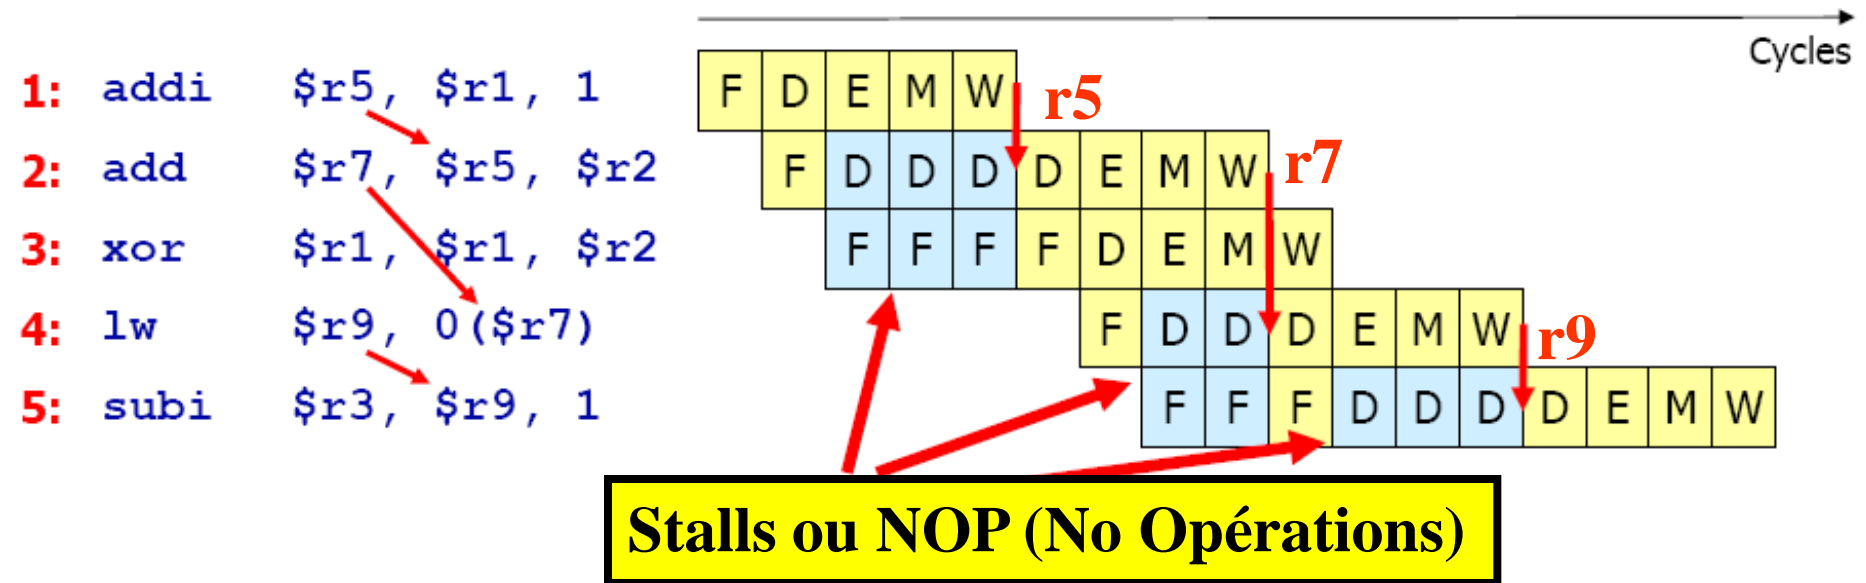 Cycles
1: addi $r5, $r1, 1 F D E M W r5
2: add $r7, $r5, $r2 F D D D D E M W r7
3: xor $r1, $r1, $r2 F F F F D E M W
4: lw $r9, 0($r7) F D D D E M W r9
5: subi $r3, $r9, 1 F F F D D D D E M W
Stalls ou NOP (No Opérations)